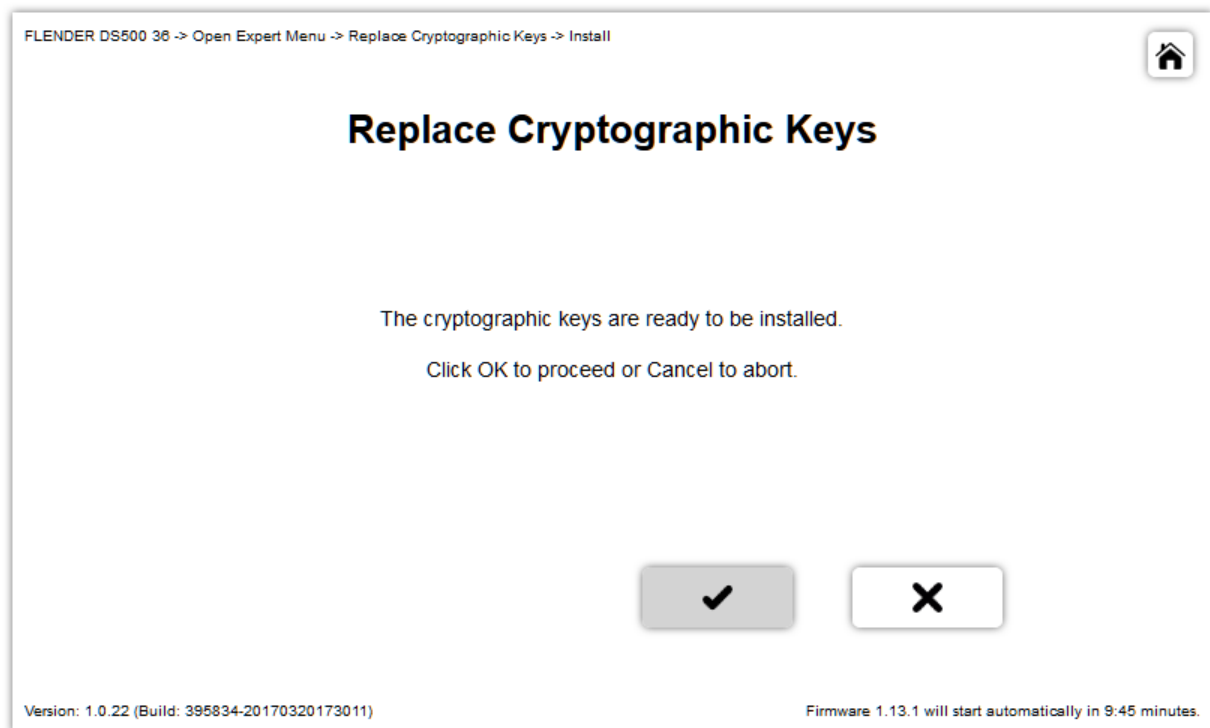 FLENDER DS500 36 -> Open Expert Menu -> Replace Cryptographic Keys -> Install
Replace Cryptographic Keys
The cryptographic keys are ready to be installed.
Click OK to proceed or Cancel to abort.
Version: 1.0.22 (Build: 395834-20170320173011)
Firmware 1.13.1 will start automatically in 9:45 minutes.